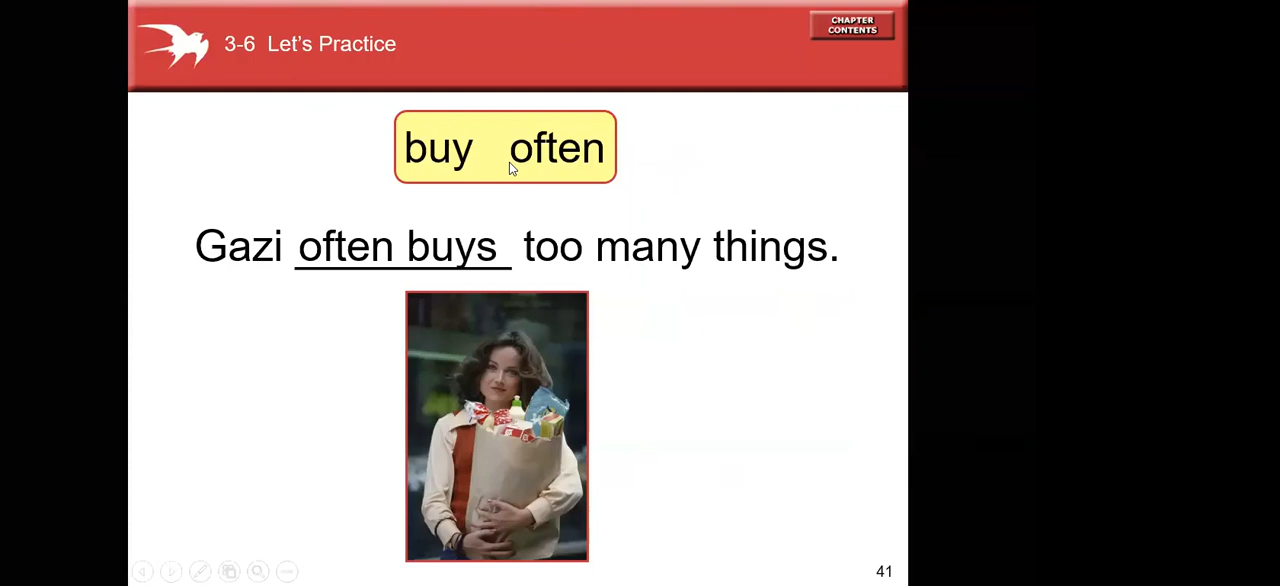 3-6 Let's Practice
CHAPTER
CONTENTS
buy often
Gazi often buys too many things.
41